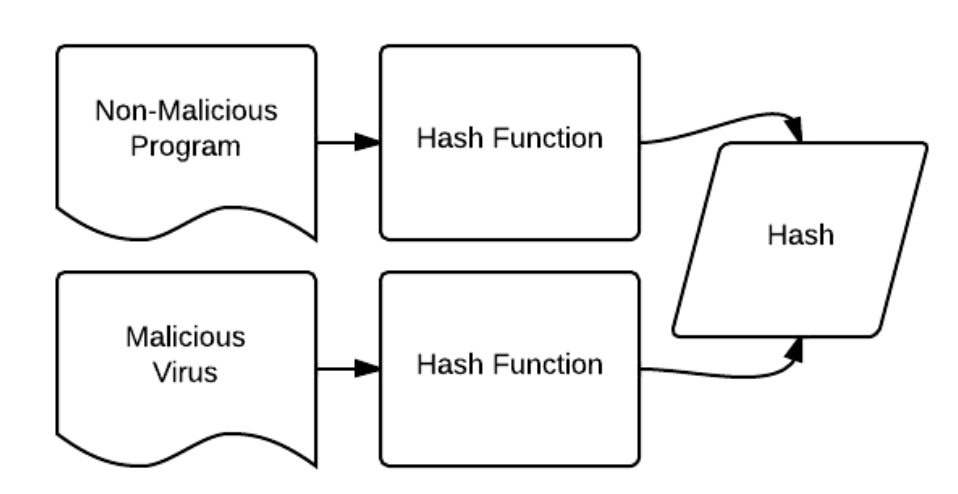 Non-Malicious
Program
Hash Function
Hash
Malicious
Virus
Hash Function